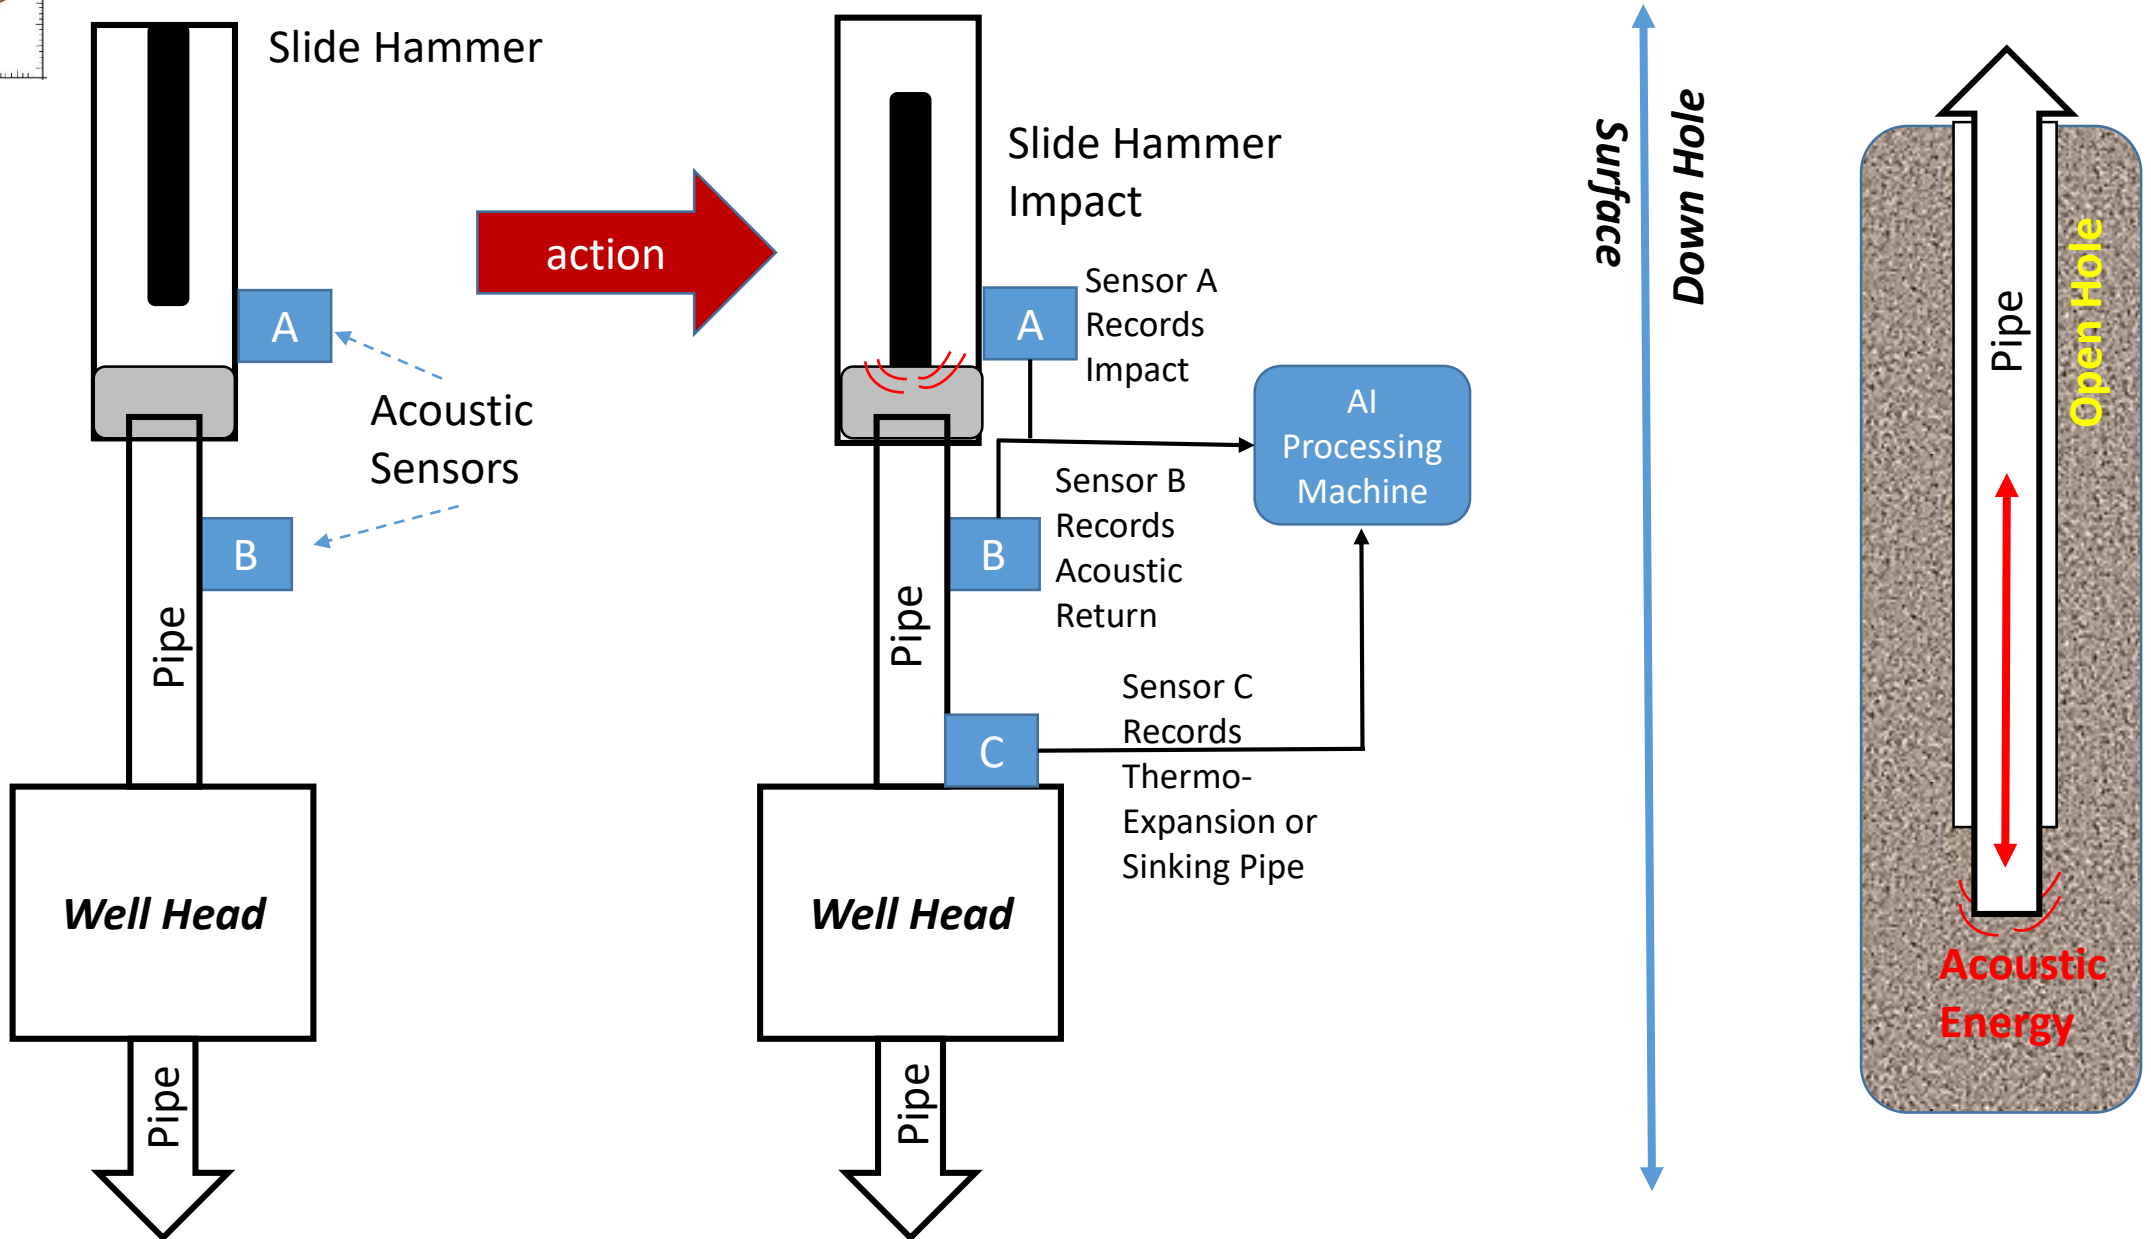 Slide Hammer
A
Acoustic
Sensors
B
Pipe
Well Head
Pipe
action
Slide Hammer
Impact
A
Sensor A
Records
Impact
AI
Processing
Machine
B
Sensor B
Records
Acoustic
Return
Pipe
C
Sensor C
Records
Thermo-
Expansion or
Sinking Pipe
Well Head
Pipe
Surface
Down Hole
Pipe
Open Hole
Acoustic
Energy